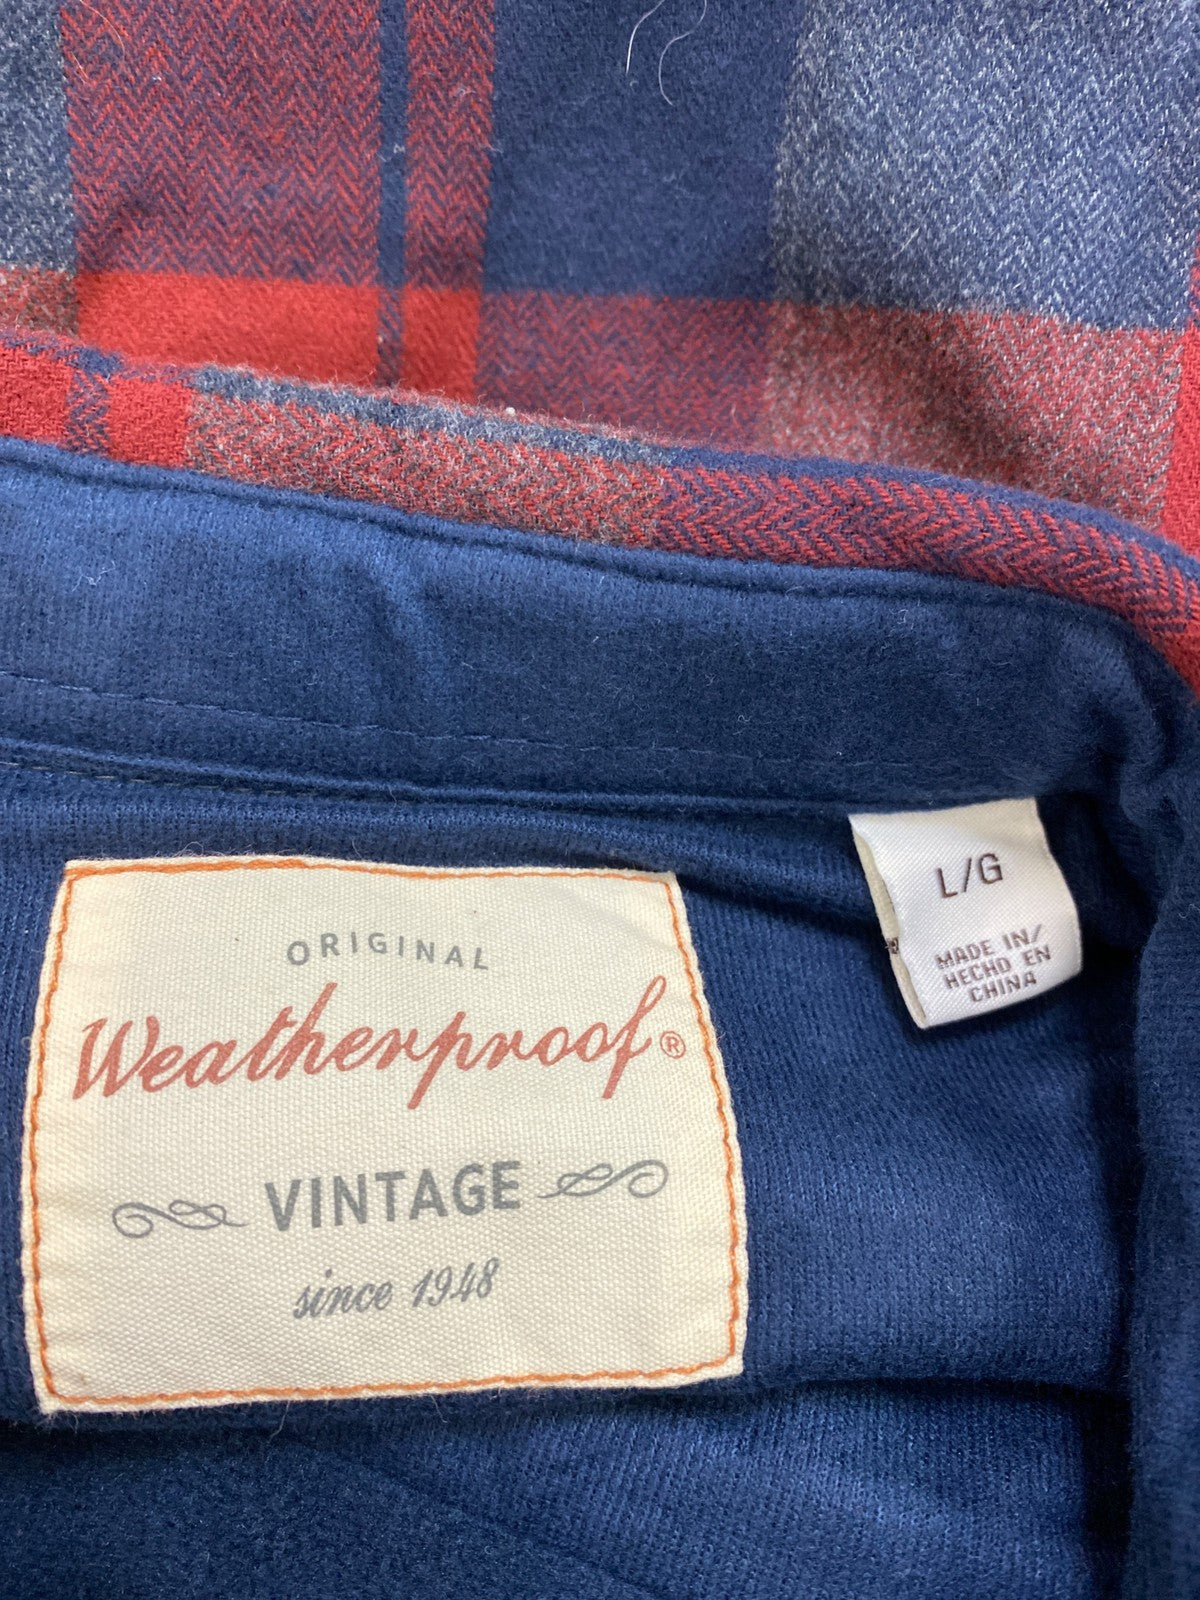 ORIGINAL
Weatherproof®
VINTAGE
since 1948
L/G
MADE IN/
HECHO EN
CHINA